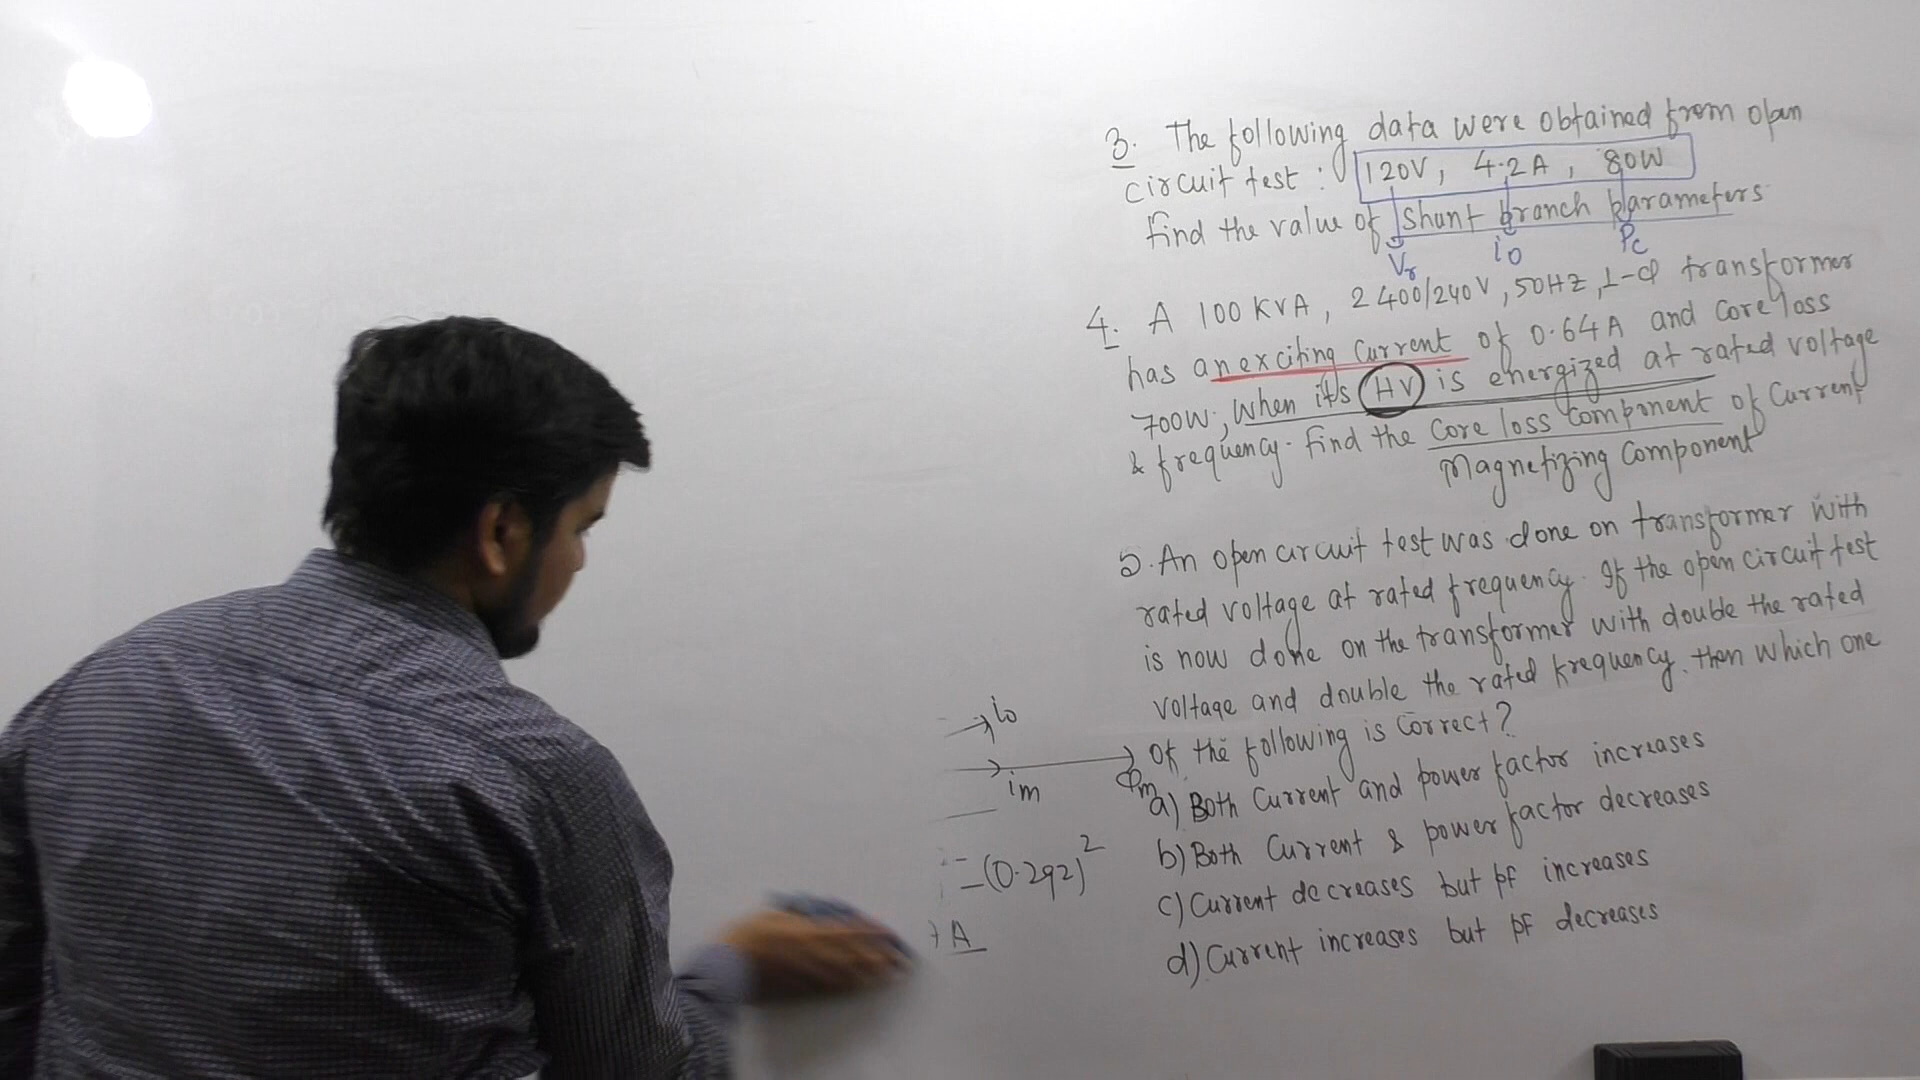 3. The following data were obtained from open
circuit test : 120V, 4.2A, 80W
find the value of shunt branch parameters
Vr i0 Pc
4. A 100 KVA, 2400/240V, 50HZ, 1-φ transformer
has an exciting current of 0.64A and core loss
700W, when its HV is energized at rated voltage
& frequency. find the core loss component of current
Magnetizing component
5. An open circuit test was done on transformer with
rated voltage at rated frequency. If the open circuit test
is now done on the transformer with double the rated
voltage and double the rated frequency. then which one
of the following is correct?
a) Both current and power factor increases
b) Both current & power factor decreases
c) Current decreases but pf increases
d) Current increases but pf decreases
i0
im φm
- (0.292)2
A